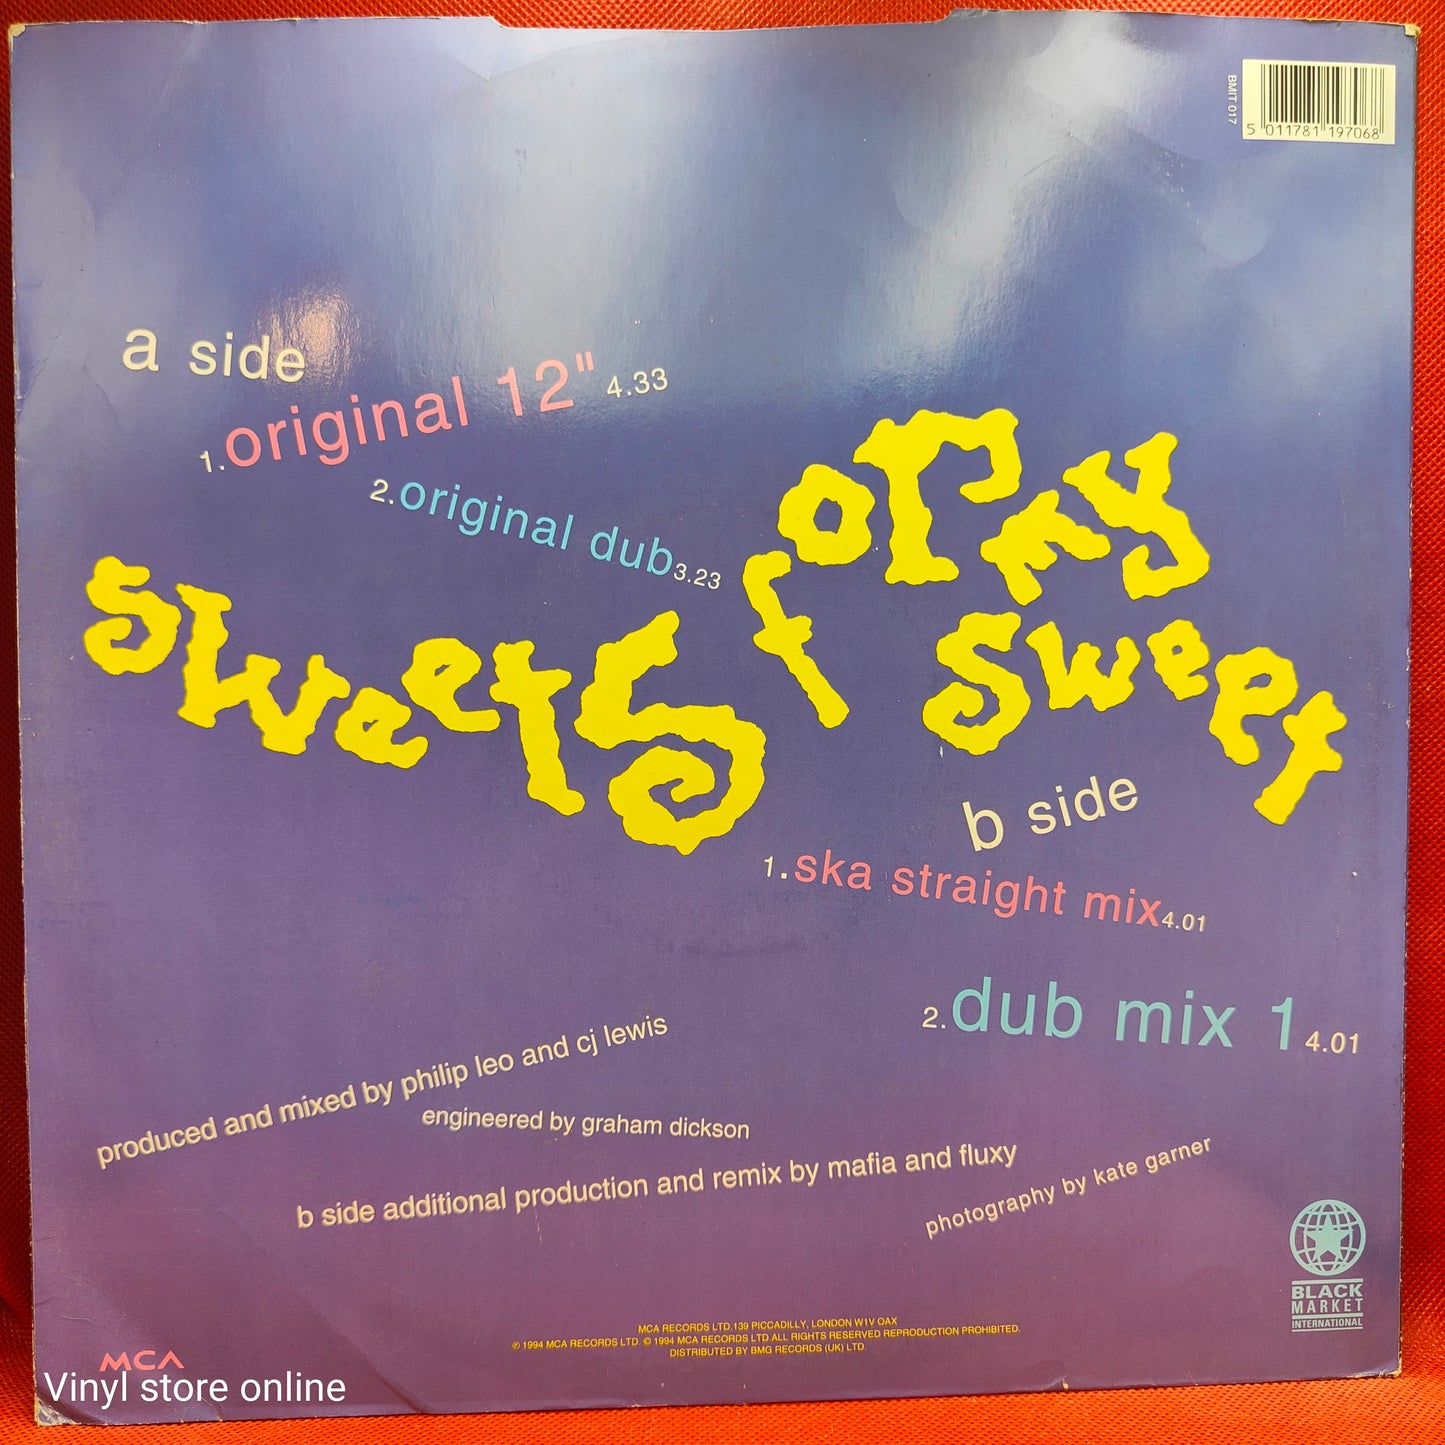 BMIT 017
5 011781 197068
a side
1. original 12" 4.33
2. original dub 3.23
sweets for my sweet
b side
1. ska straight mix 4.01
2. dub mix 1 4.01
produced and mixed by philip leo and cj lewis
engineered by graham dickson
b side additional production and remix by mafia and fluxy
photography by kate garner
BLACK
MARKET
INTERNATIONAL
MCA RECORDS LTD.139 PICCADILLY, LONDON W1V OAX
℗ 1994 MCA RECORDS LTD. © 1994 MCA RECORDS LTD ALL RIGHTS RESERVED REPRODUCTION PROHIBITED.
DISTRIBUTED BY BMG RECORDS (UK) LTD.
MCA
Vinyl store online